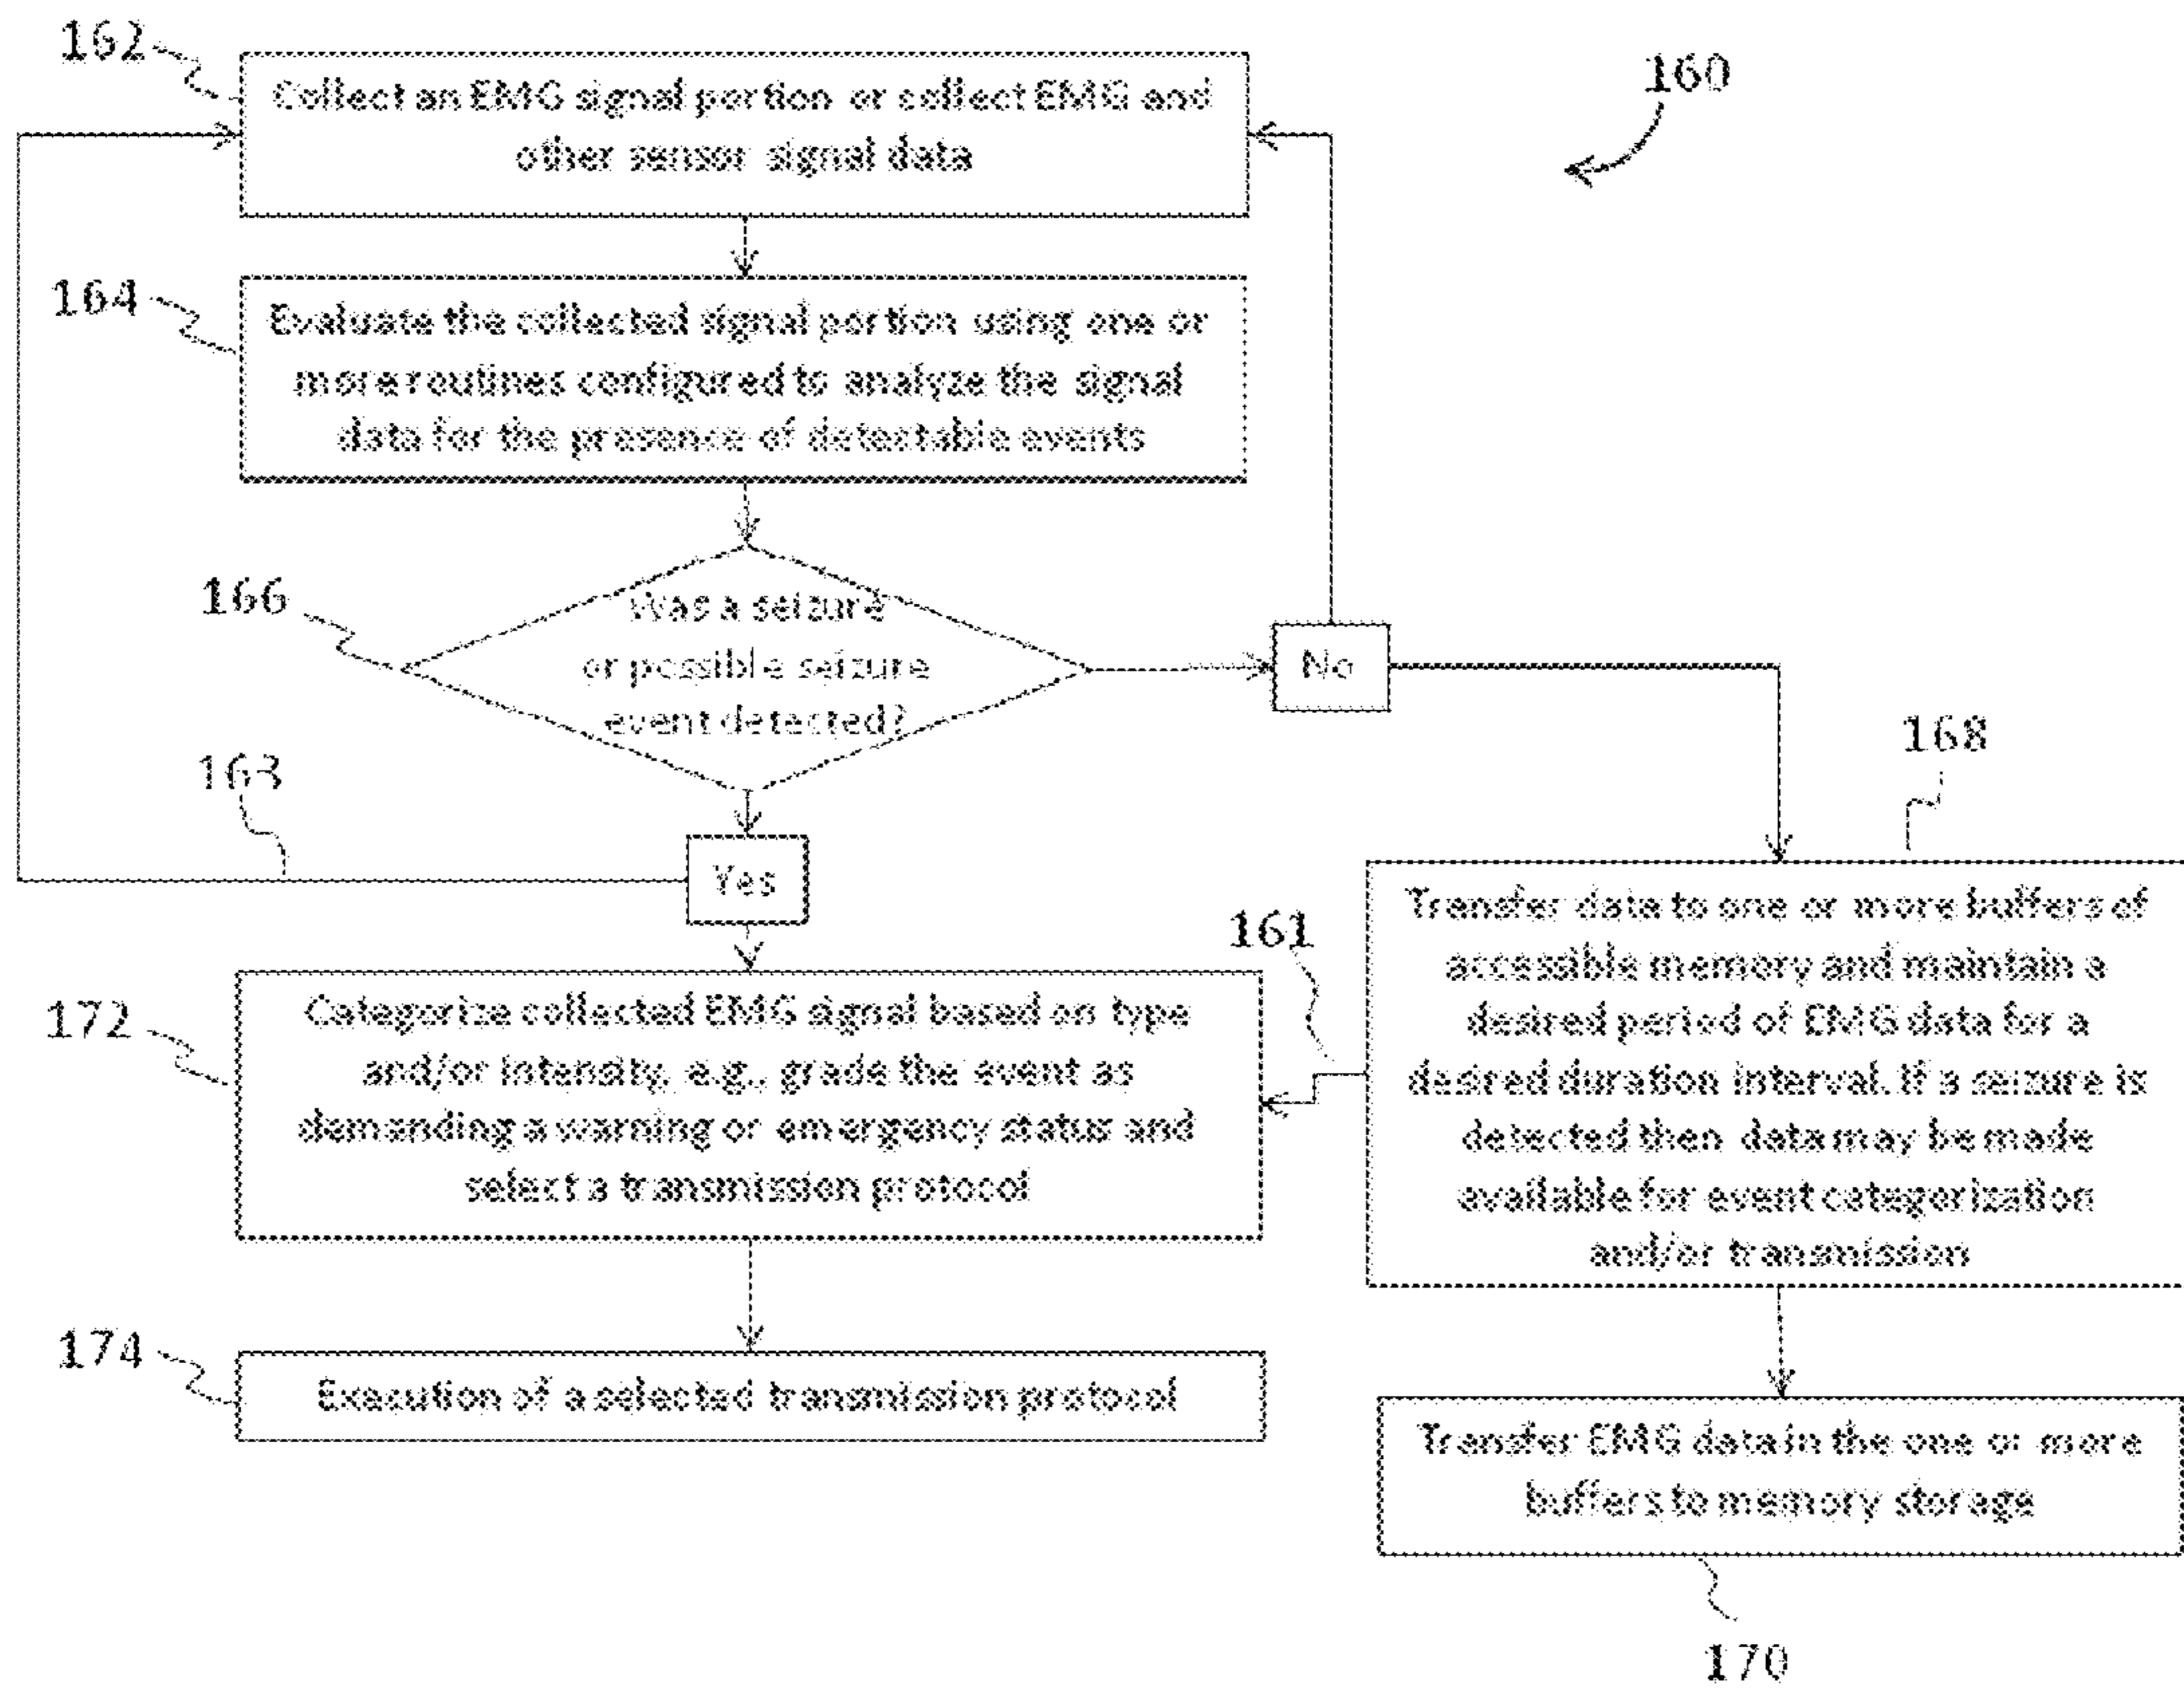 162
160
Collect an EMG signal portion or collect EMG and
other sensor signal data
164
Evaluate the collected signal portion using one or
more routines configured to analyze the signal
data for the presence of detectable events
166
Was a seizure
or possible seizure
event detected?
No
163
168
Yes
161
Transfer data to one or more buffers of
accessible memory and maintain a
desired period of EMG data for a
desired duration interval. If a seizure is
detected then data may be made
available for event categorization
and/or transmission
172
Categorize collected EMG signal based on type
and/or intensity, e.g., grade the event as
demanding a warning or emergency status and
select a transmission protocol
174
Execution of a selected transmission protocol
Transfer EMG data in the one or more
buffers to memory storage
170